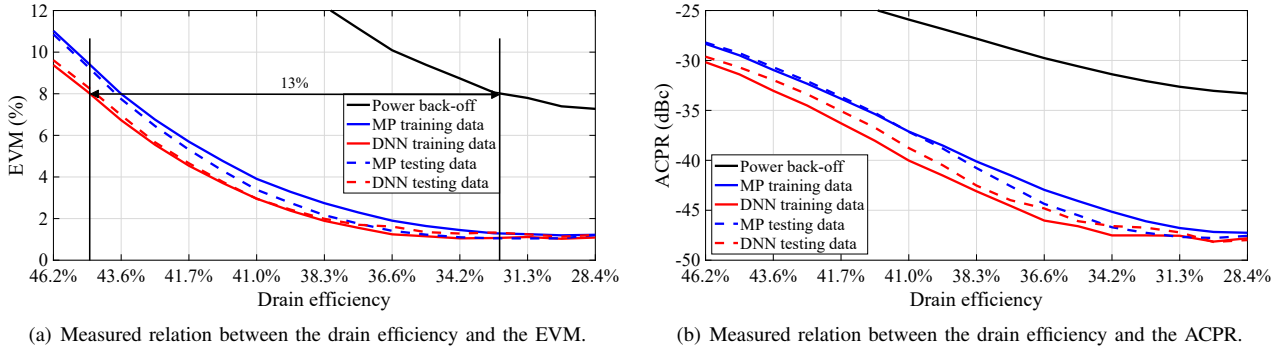 12
10
8
6
4
2
0
EVM (%)
13%
Power back-off
MP training data
DNN training data
MP testing data
DNN testing data
46.2% 43.6% 41.7% 41.0% 38.3% 36.6% 34.2% 31.3% 28.4%
Drain efficiency
(a) Measured relation between the drain efficiency and the EVM.
-25
-30
-35
-40
-45
-50
ACPR (dBc)
Power back-off
MP training data
DNN training data
MP testing data
DNN testing data
46.2% 43.6% 41.7% 41.0% 38.3% 36.6% 34.2% 31.3% 28.4%
Drain efficiency
(b) Measured relation between the drain efficiency and the ACPR.